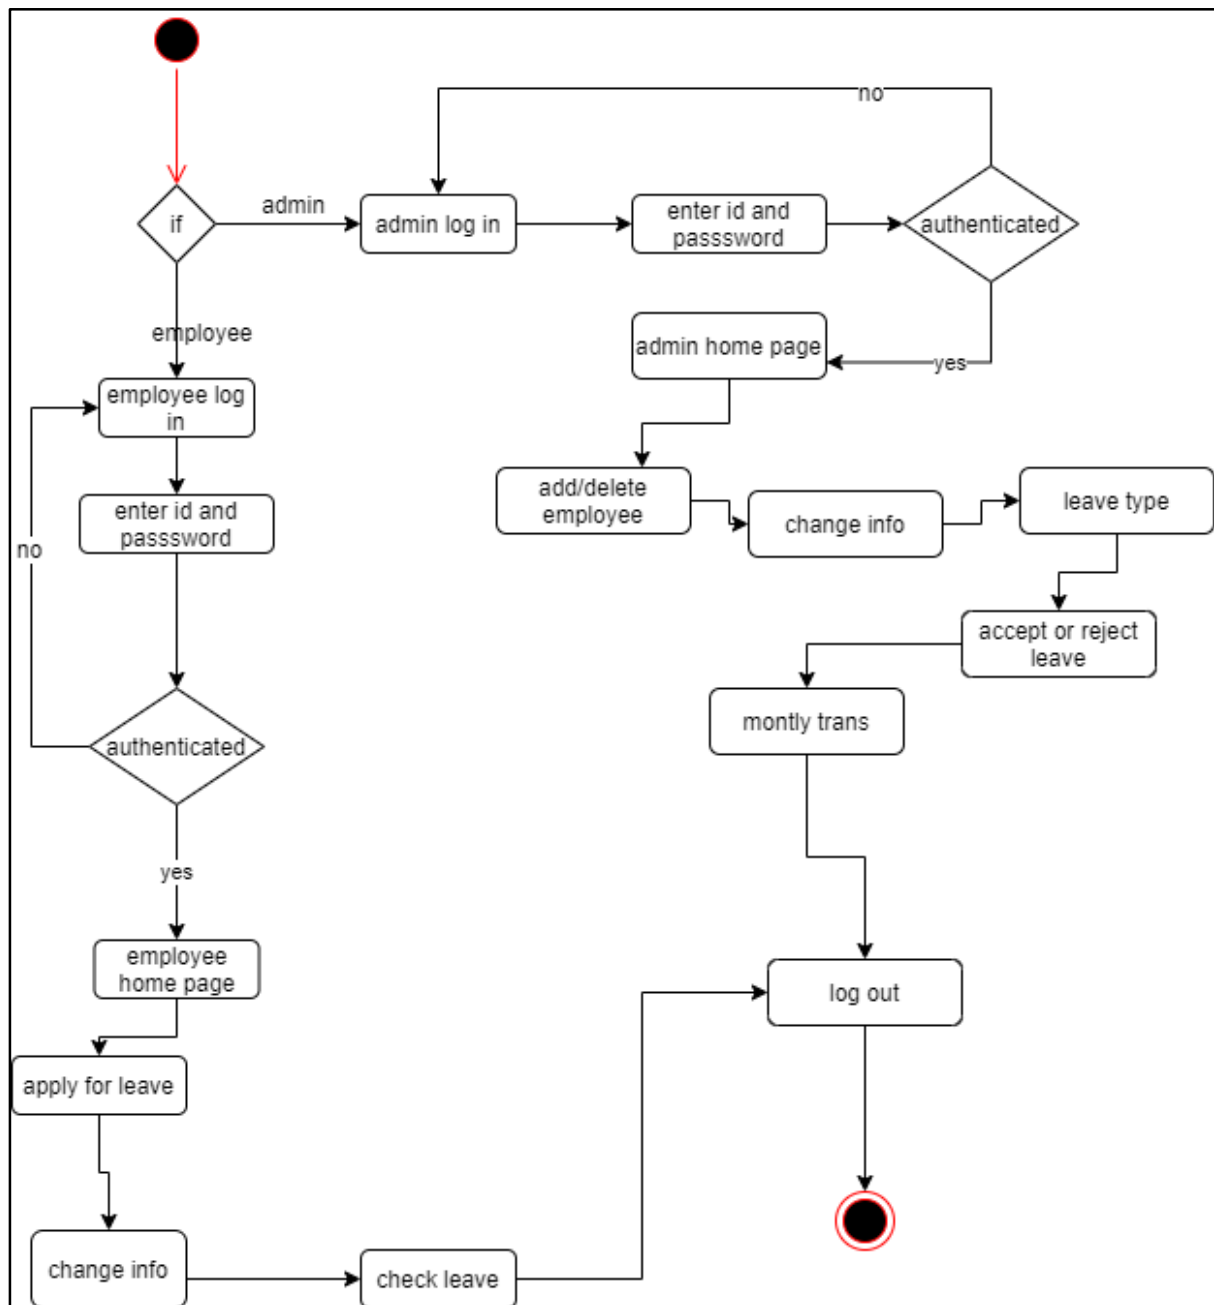 no
if
admin
admin log in
enter id and
passsword
authenticated
employee
admin home page
yes
employee log
in
enter id and
passsword
no
add/delete
employee
change info
leave type
accept or reject
leave
montly trans
authenticated
yes
employee
home page
log out
apply for leave
change info
check leave